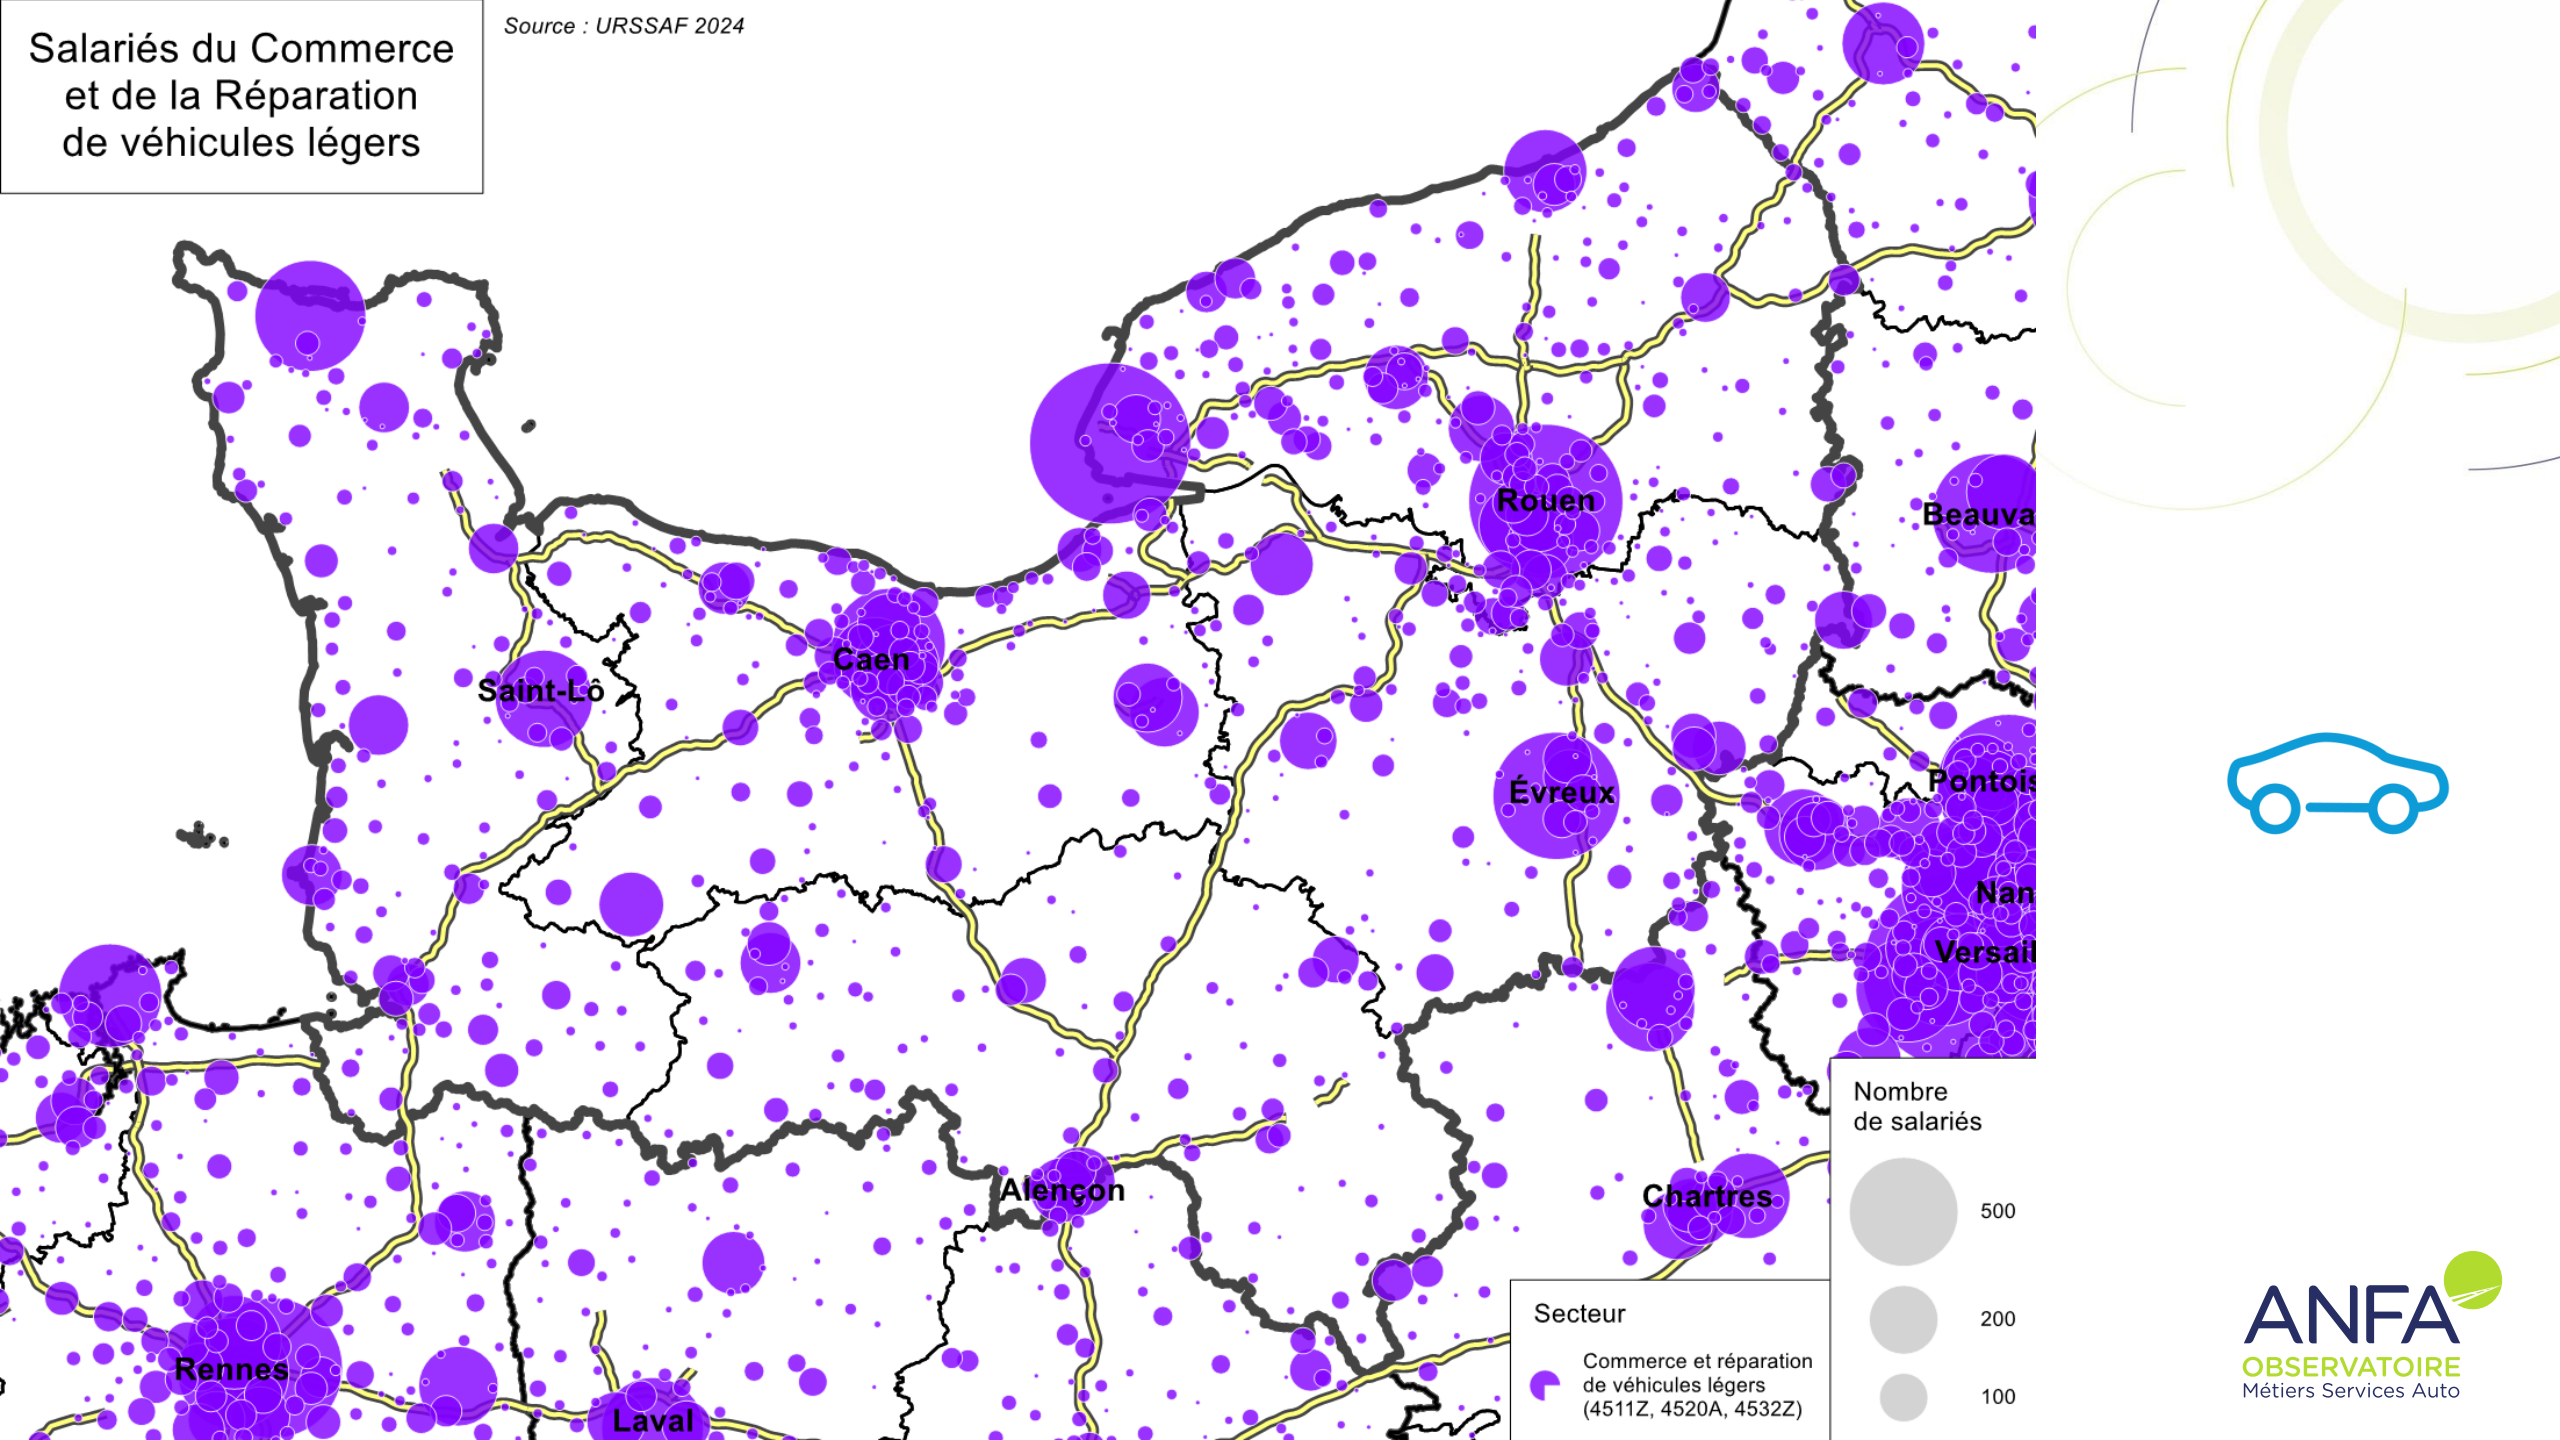 Salariés du Commerce
et de la Réparation
de véhicules légers
Source : URSSAF 2024
Rouen
Beauva
Caen
Saint-Lô
Évreux
Pontois
Nan
Versail
Alençon
Chartres
Rennes
Laval
Nombre
de salariés
500
200
100
Secteur
Commerce et réparation
de véhicules légers
(4511Z, 4520A, 4532Z)
ANFA
OBSERVATOIRE
Métiers Services Auto